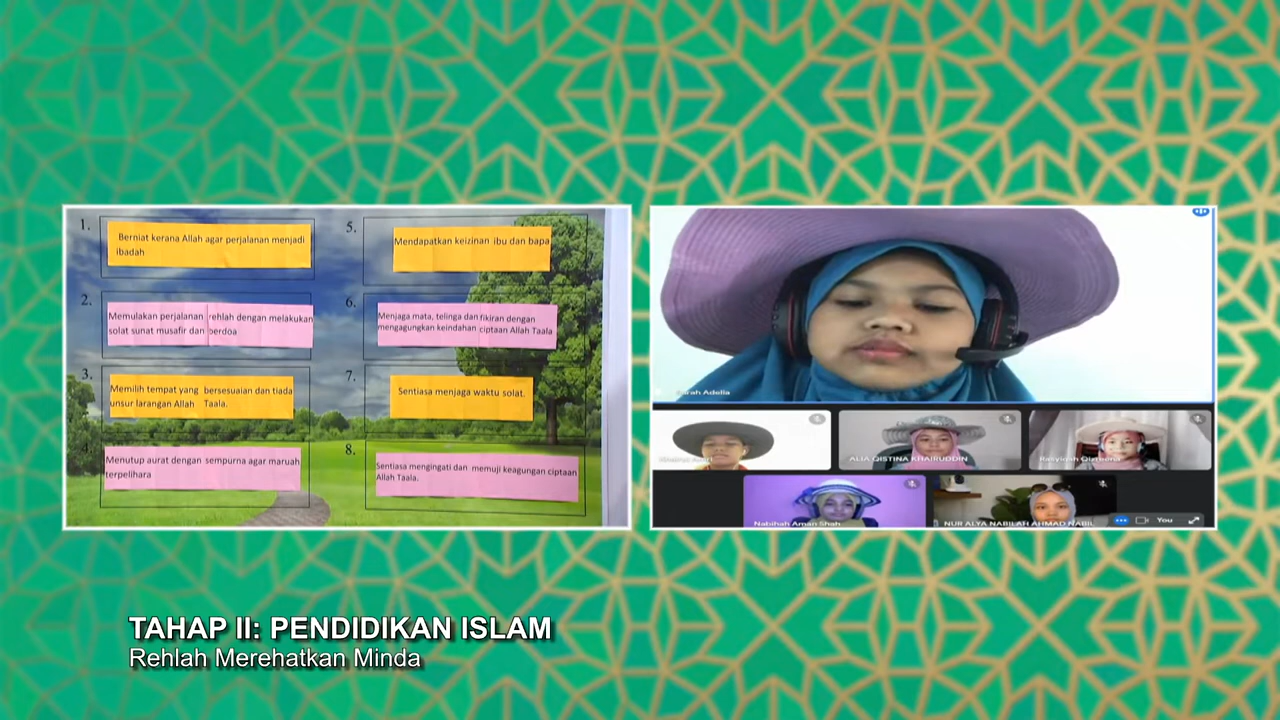 1.
Berniat kerana Allah agar perjalanan menjadi
ibadah
2.
Memulakan perjalanan rehlah dengan melakukan
solat sunat musafir dan berdoa
3.
Memilih tempat yang bersesuaian dan tiada
unsur larangan Allah Taala.
Menutup aurat dengan sempurna agar maruah
terpelihara
5.
Mendapatkan keizinan ibu dan bapa
6.
Menjaga mata, telinga dan fikiran dengan
mengagungkan keindahan ciptaan Allah Taala
7.
Sentiasa menjaga waktu solat.
8.
Sentiasa mengingati dan memuji keagungan ciptaan
Allah Taala.
Adelia
ALIA QISTINA KHAIRUDDIN
Nabihah Aman Shah
NUR ALYA NABILAH AHMAD NABIL
You
TAHAP II: PENDIDIKAN ISLAM
Rehlah Merehatkan Minda